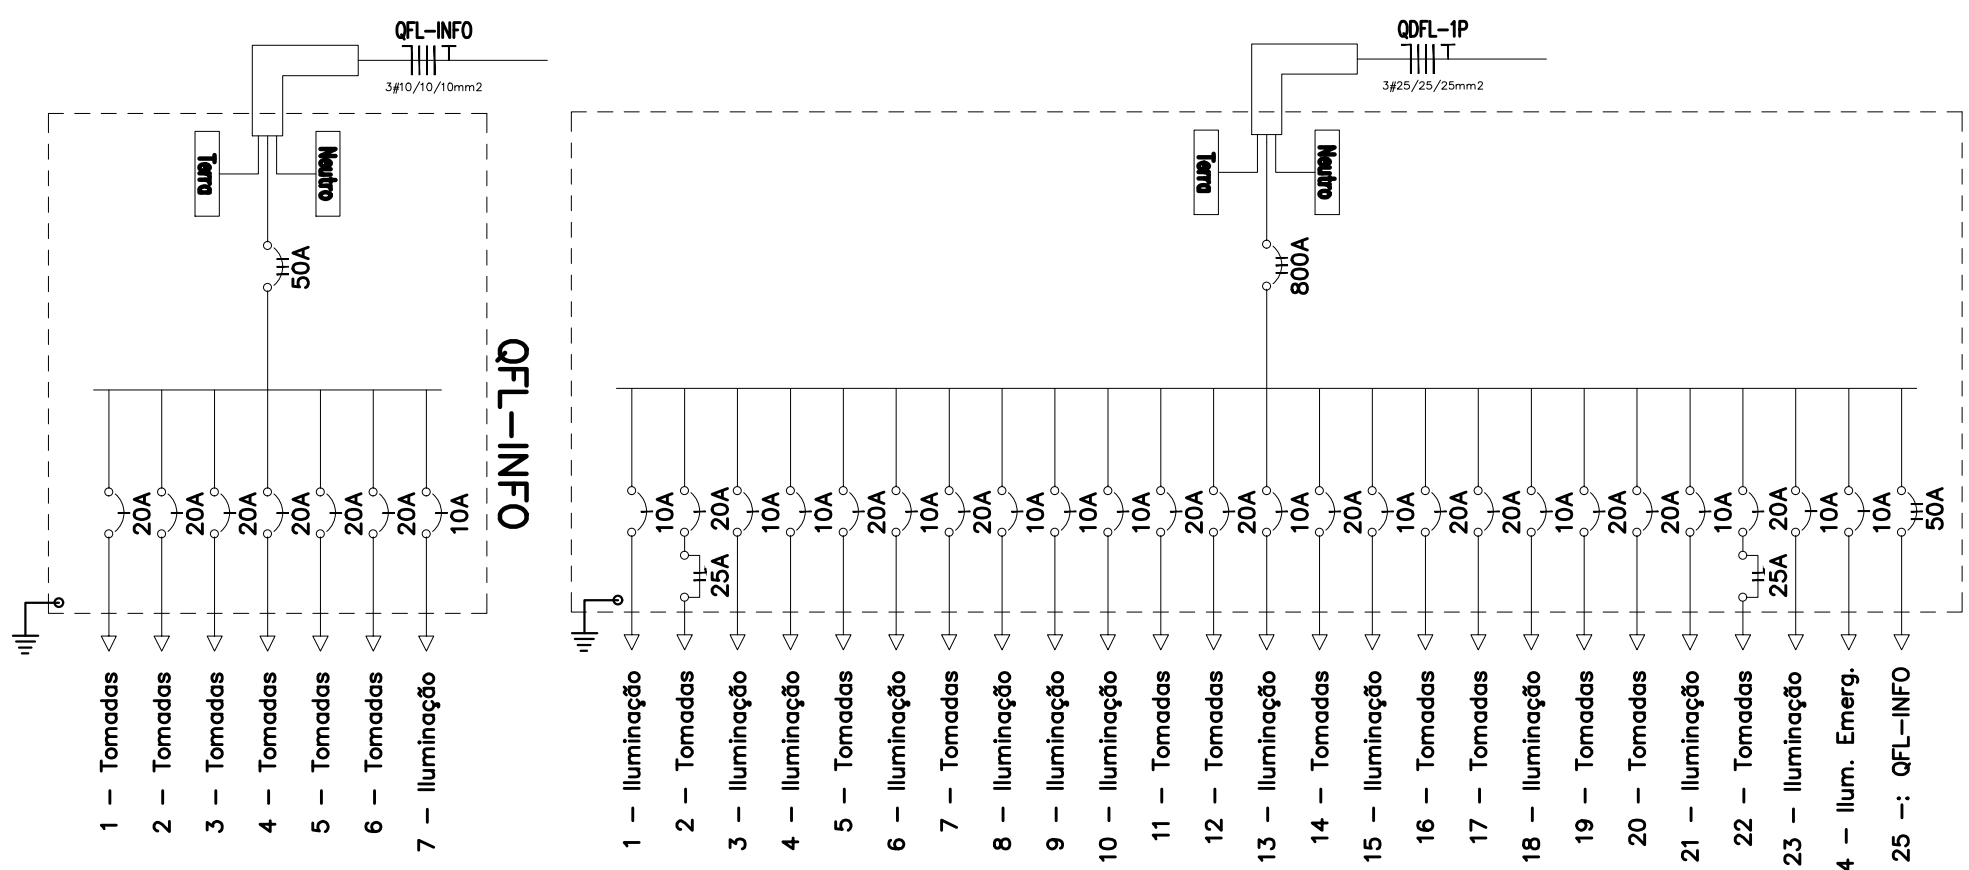 QFL-INFO
3#10/10/10mm2
Terra
Neutro
50A
QFL-INFO
20A
20A
20A
20A
20A
20A
10A
1 - Tomadas
2 - Tomadas
3 - Tomadas
4 - Tomadas
5 - Tomadas
6 - Tomadas
7 - Iluminação
QDFL-1P
3#25/25/25mm2
Terra
Neutro
800A
10A
20A
10A
10A
20A
10A
20A
10A
10A
10A
20A
20A
10A
20A
10A
20A
20A
10A
20A
20A
10A
20A
10A
10A
50A
25A
25A
1 - Iluminação
2 - Tomadas
3 - Iluminação
4 - Iluminação
5 - Tomadas
6 - Iluminação
7 - Tomadas
8 - Iluminação
9 - Iluminação
10 - Iluminação
11 - Tomadas
12 - Tomadas
13 - Iluminação
14 - Tomadas
15 - Iluminação
16 - Tomadas
17 - Tomadas
18 - Iluminação
19 - Tomadas
20 - Tomadas
21 - Iluminação
22 - Tomadas
23 - Iluminação
4 - Ilum. Emerg.
25 -: QFL-INFO